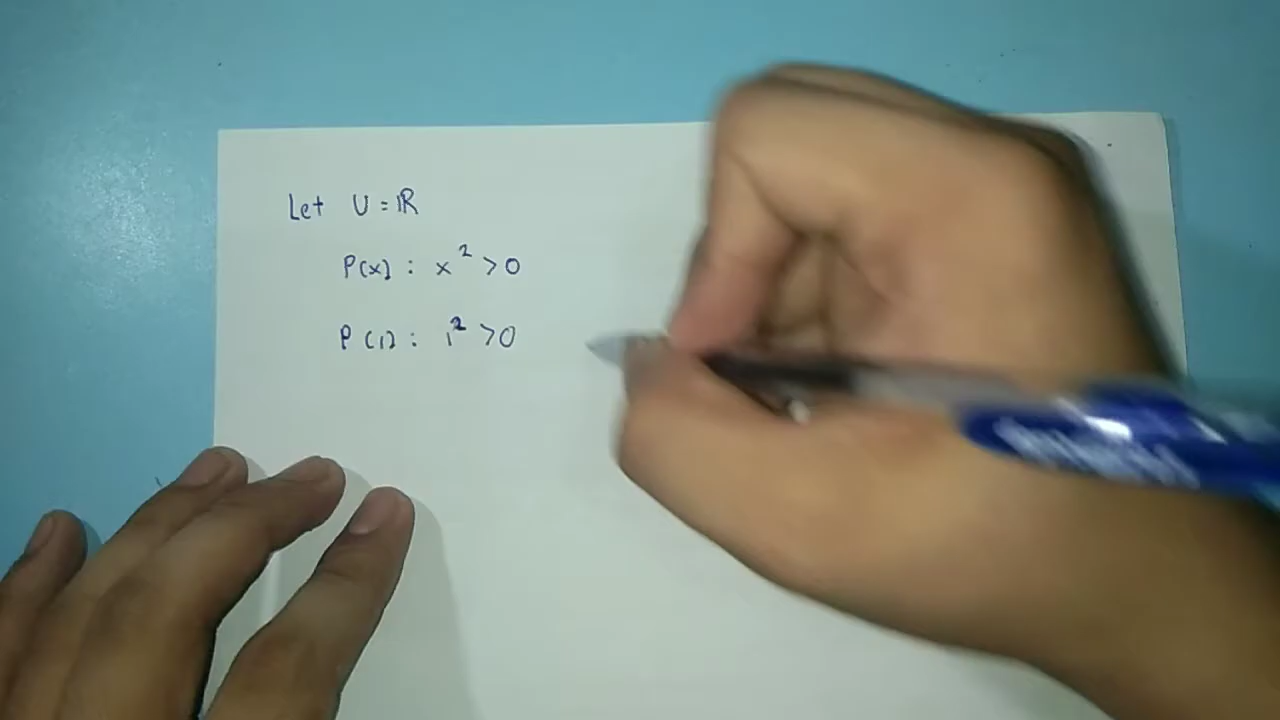 Let U = ℝ
P(x) : x² > 0
P(1) : 1² > 0